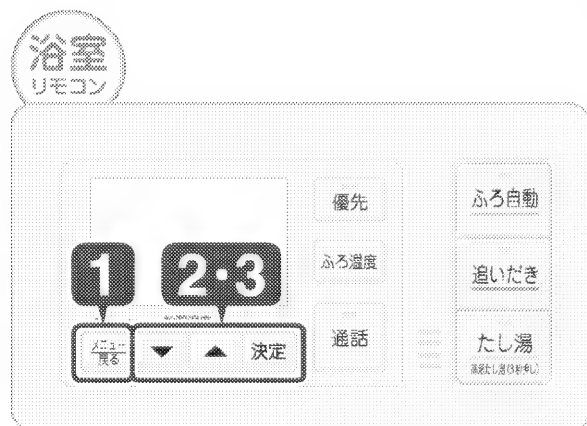 浴室
リモコン
優先
ふろ自動
1
2・3
ふろ温度
追いだき
メニュー
戻る
▼
▲
決定
通話
たし湯